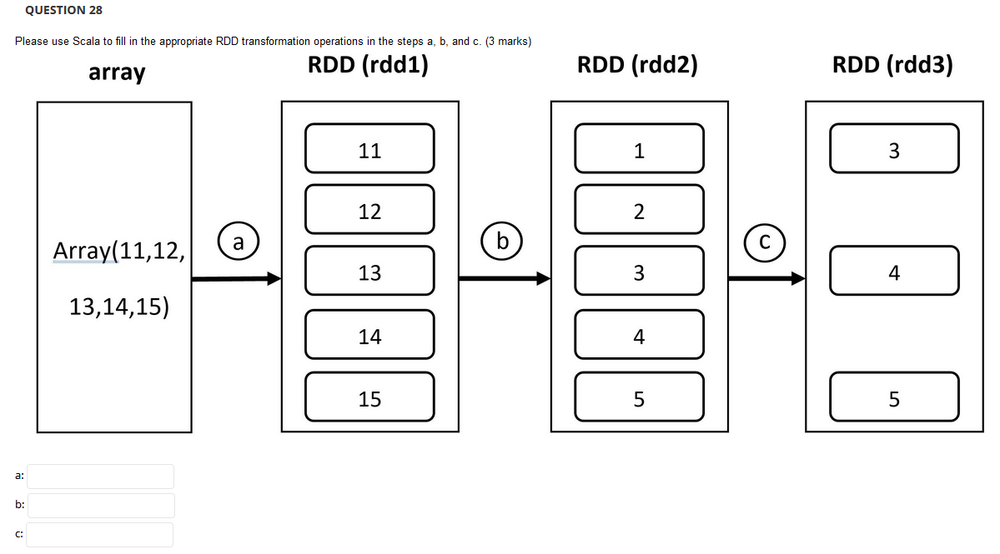 QUESTION 28
Please use Scala to fill in the appropriate RDD transformation operations in the steps a, b, and c. (3 marks)
array
RDD (rdd1)
RDD (rdd2)
RDD (rdd3)
Array(11,12,
13,14,15)
a
11
12
13
14
15
b
1
2
3
4
5
c
3
4
5
a:
b:
c: